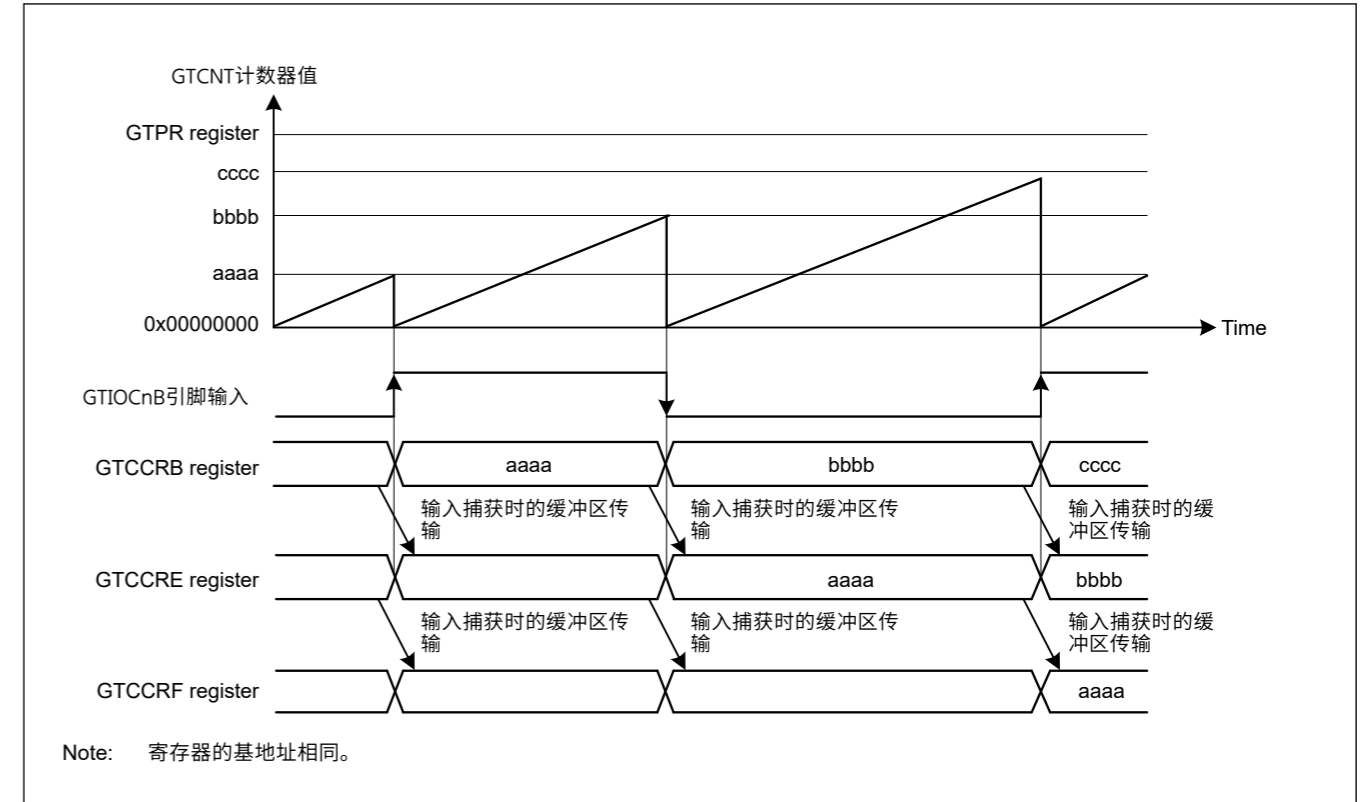 GTCNT计数器值
GTPR register
cccc
bbbb
aaaa
0x00000000
Time
GTIOCnB引脚输入
GTCCRB register
aaaa
bbbb
cccc
输入捕获时的缓冲区传
输
输入捕获时的缓冲区传
输
输入捕获时的缓
冲区传输
GTCCRE register
aaaa
bbbb
输入捕获时的缓冲区传
输
输入捕获时的缓冲区传
输
输入捕获时的缓
冲区传输
GTCCRF register
aaaa
Note: 寄存器的基地址相同。